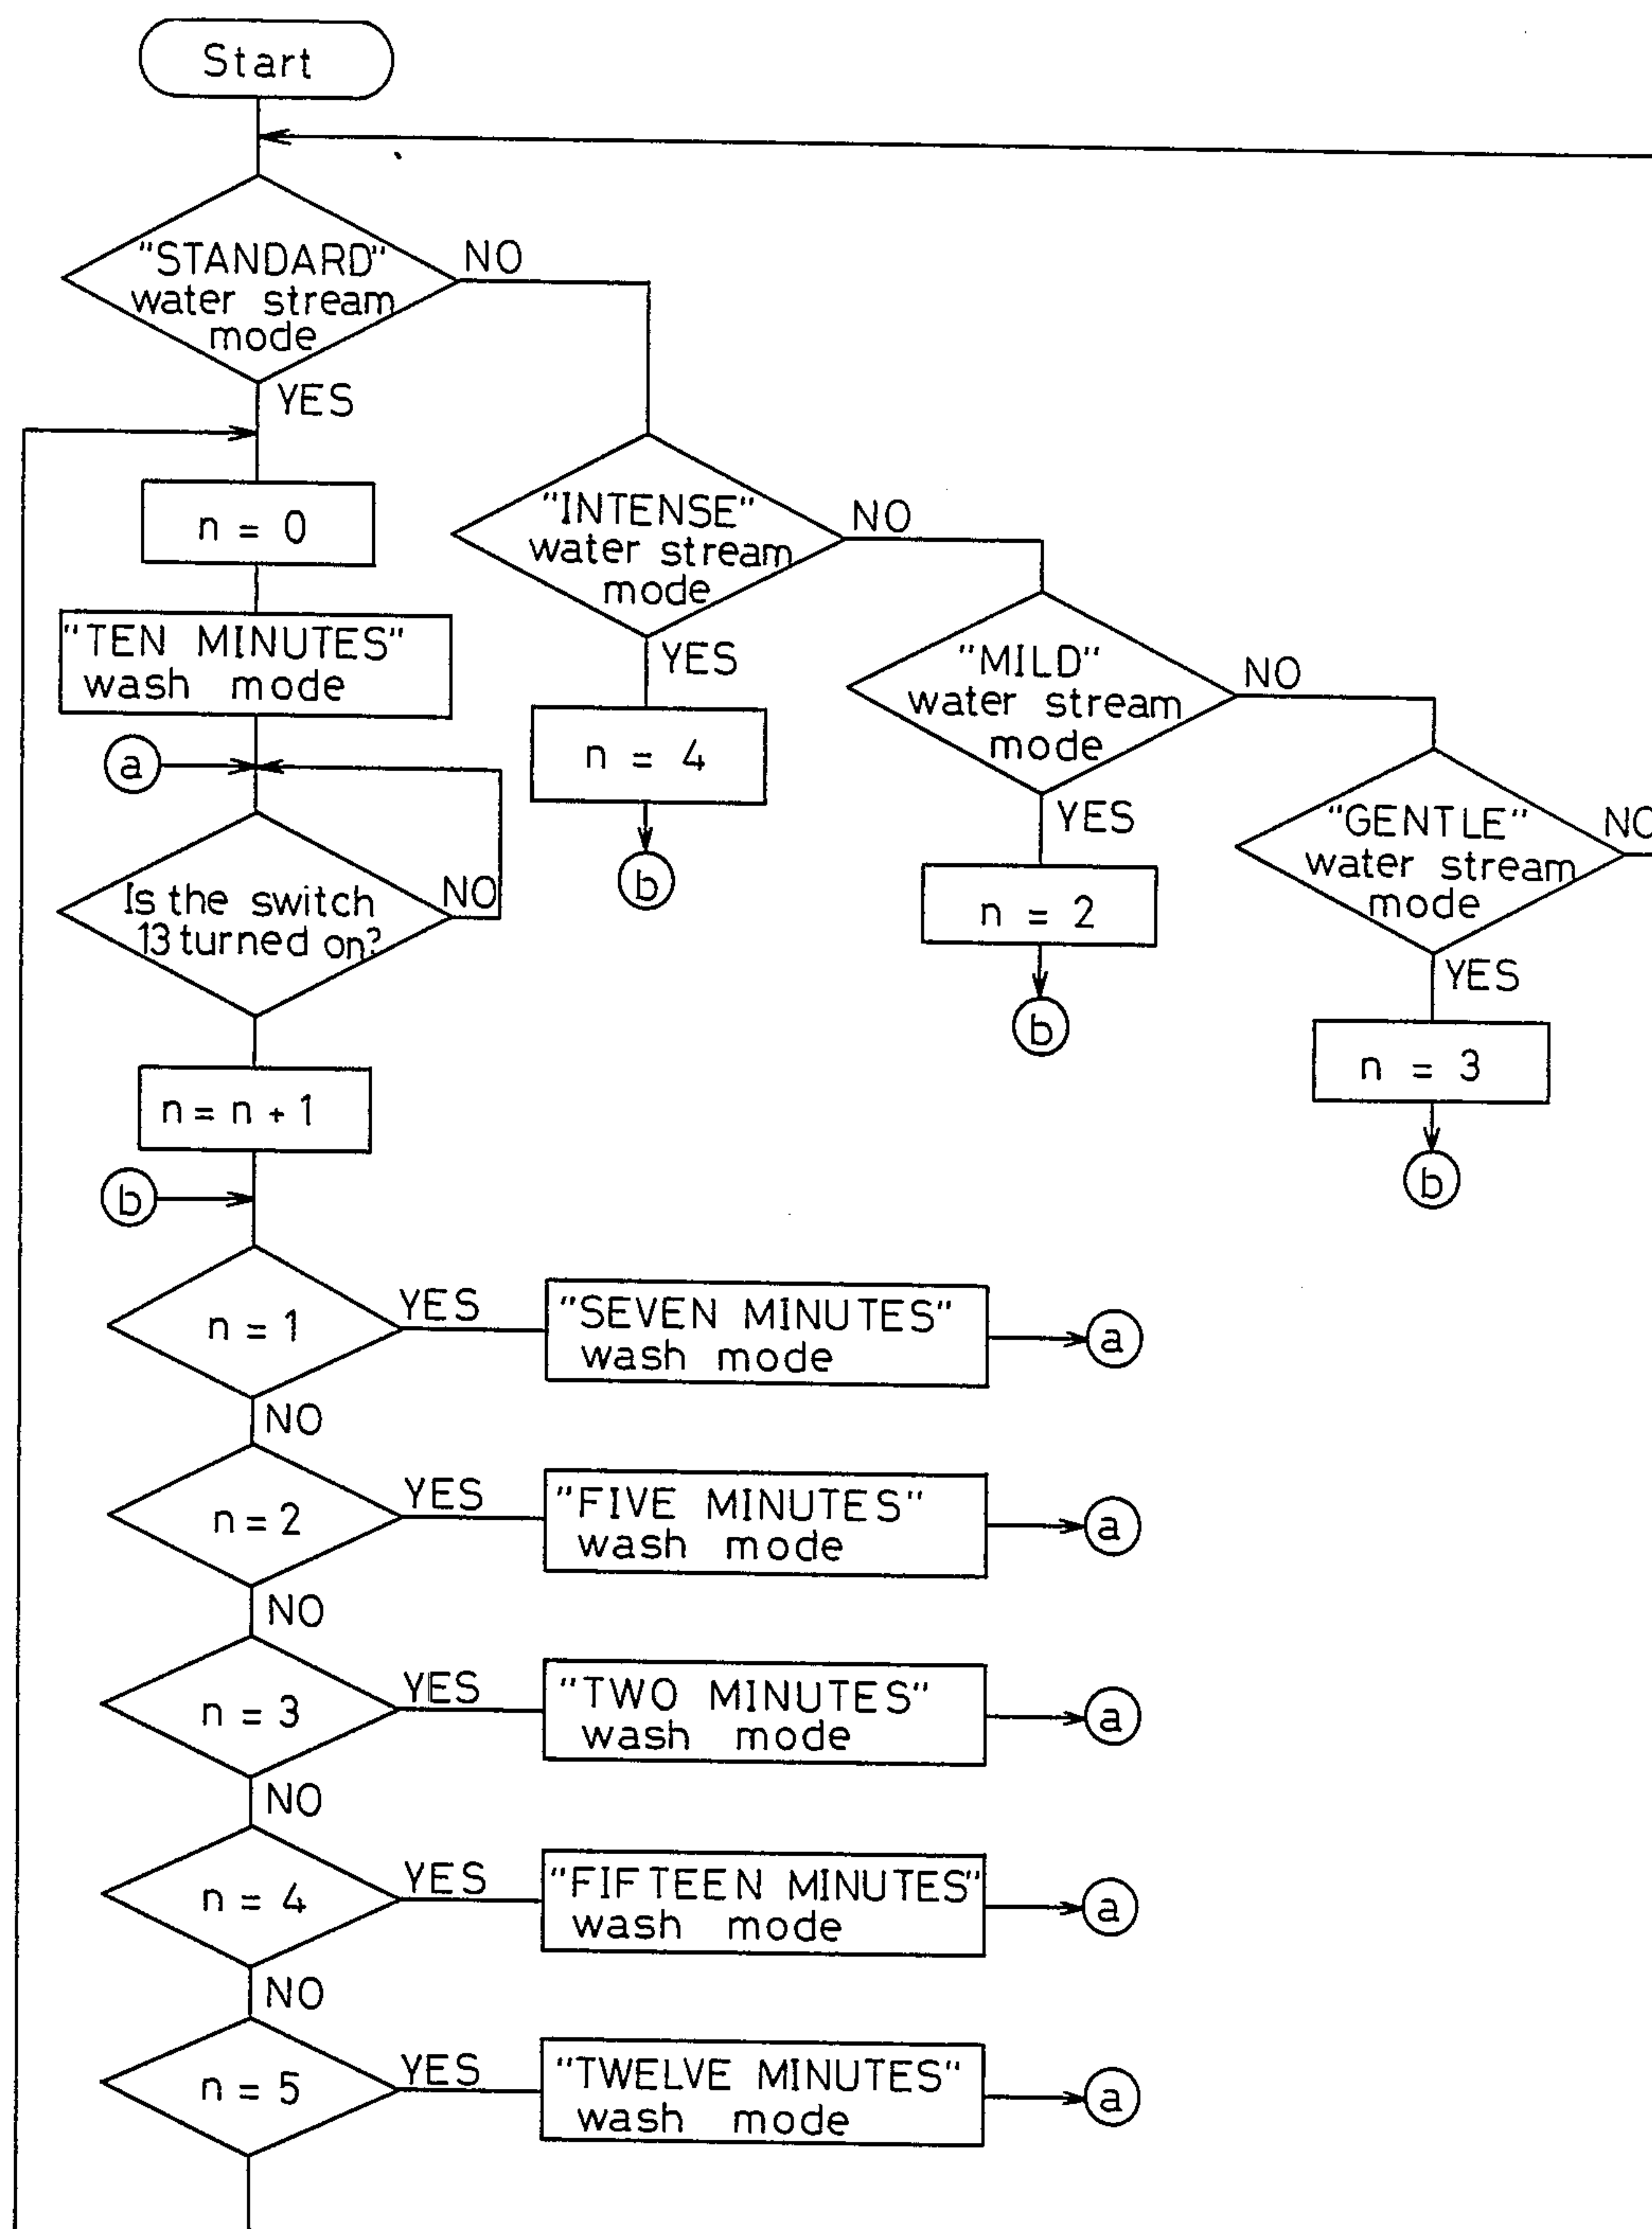 Start
"STANDARD"
water stream
mode
NO
YES
n = 0
"TEN MINUTES"
wash mode
a
Is the switch
13 turned on?
NO
n = n + 1
b
"INTENSE"
water stream
mode
NO
YES
n = 4
b
"MILD"
water stream
mode
NO
YES
n = 2
b
"GENTLE"
water stream
mode
NO
YES
n = 3
b
n = 1
YES
"SEVEN MINUTES"
wash mode
a
NO
n = 2
YES
"FIVE MINUTES"
wash mode
a
NO
n = 3
YES
"TWO MINUTES"
wash mode
a
NO
n = 4
YES
"FIFTEEN MINUTES"
wash mode
a
NO
n = 5
YES
"TWELVE MINUTES"
wash mode
a